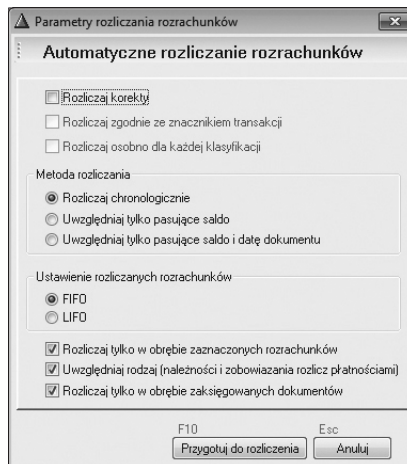 Parametry rozliczania rozrachunków
Automatyczne rozliczanie rozrachunków
Rozliczaj korekty
Rozliczaj zgodnie ze znacznikiem transakcji
Rozliczaj osobno dla każdej klasyfikacji
Metoda rozliczania
Rozliczaj chronologicznie
Uwzględniaj tylko pasujące saldo
Uwzględniaj tylko pasujące saldo i datę dokumentu
Ustawienie rozliczanych rozrachunków
FIFO
LIFO
Rozliczaj tylko w obrębie zaznaczonych rozrachunków
Uwzględniaj rodzaj (należności i zobowiazania rozlicz płatnościami)
Rozliczaj tylko w obrębie zaksięgowanych dokumentów
F10 Esc
Przygotuj do rozliczenia Anuluj